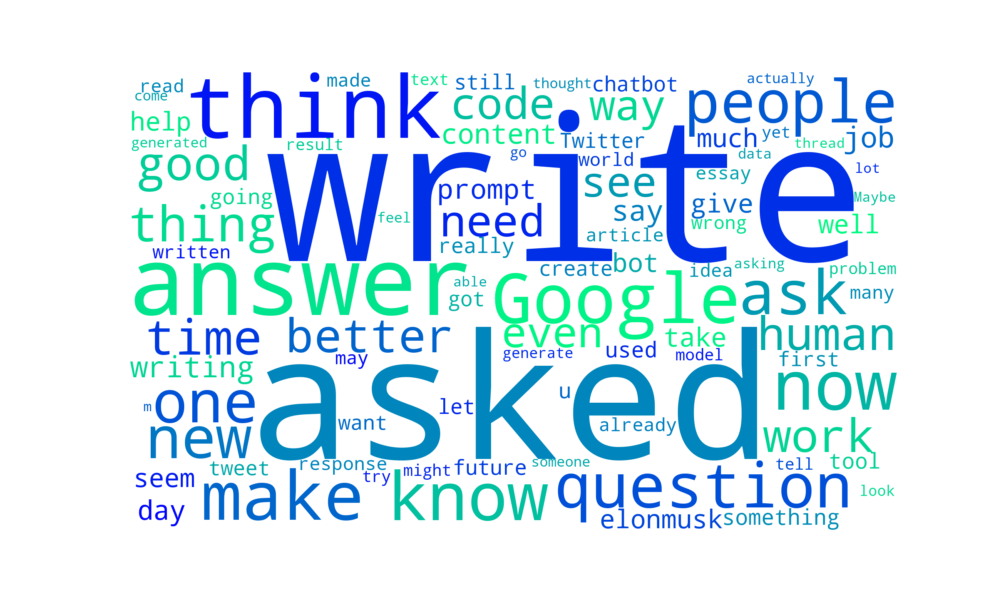 read made text still thought chatbot actually
come think code way people
help content Twitter much yet job
generated result go world data thread
good write prompt see essay lot
going need say give Maybe
thing feel really article wrong well
written create bot idea asking problem
answer able got Google ask many
time better even take human
writing may generate used model first
one asked let u now
m new want already work
tweet response try might future someone tell tool
seem make know question look
day elonmusk something